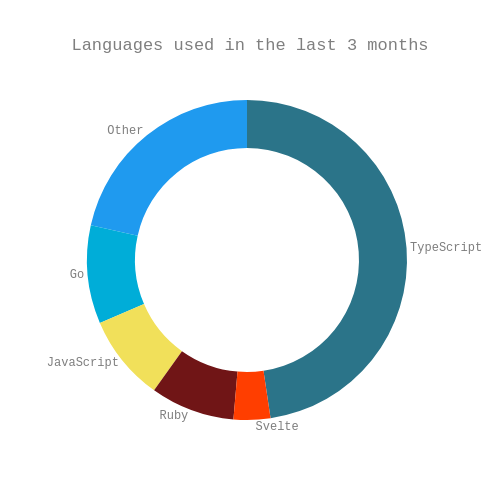 Languages used in the last 3 months
Other
TypeScript
Go
JavaScript
Ruby
Svelte